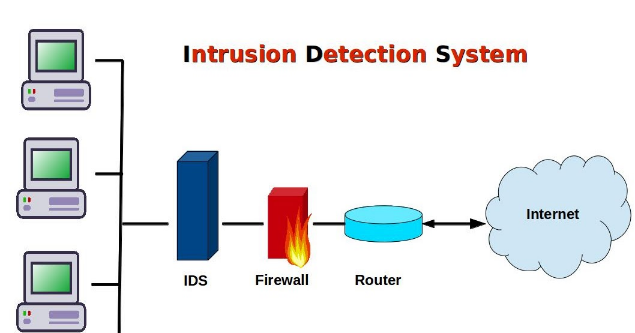 Intrusion Detection System
Internet
IDS
Firewall
Router